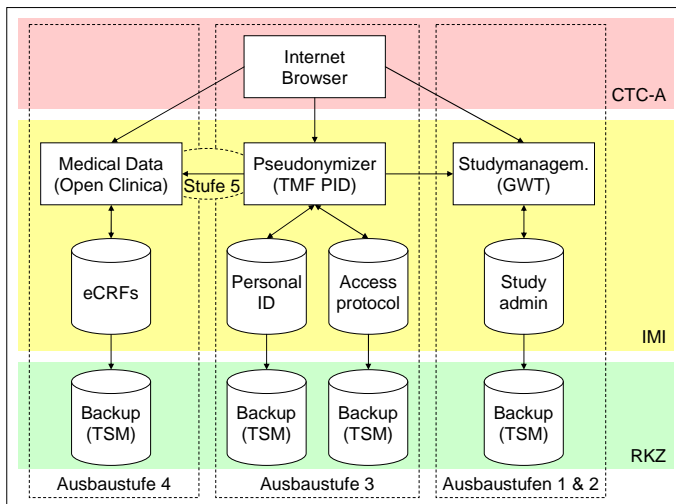 Internet
Browser
CTC-A
Medical Data
(Open Clinica)
Stufe 5
Pseudonymizer
(TMF PID)
Studymanagem.
(GWT)
eCRFs
Personal
ID
Access
protocol
Study
admin
IMI
Backup
(TSM)
Backup
(TSM)
Backup
(TSM)
Backup
(TSM)
RKZ
Ausbaustufe 4
Ausbaustufe 3
Ausbaustufen 1 & 2